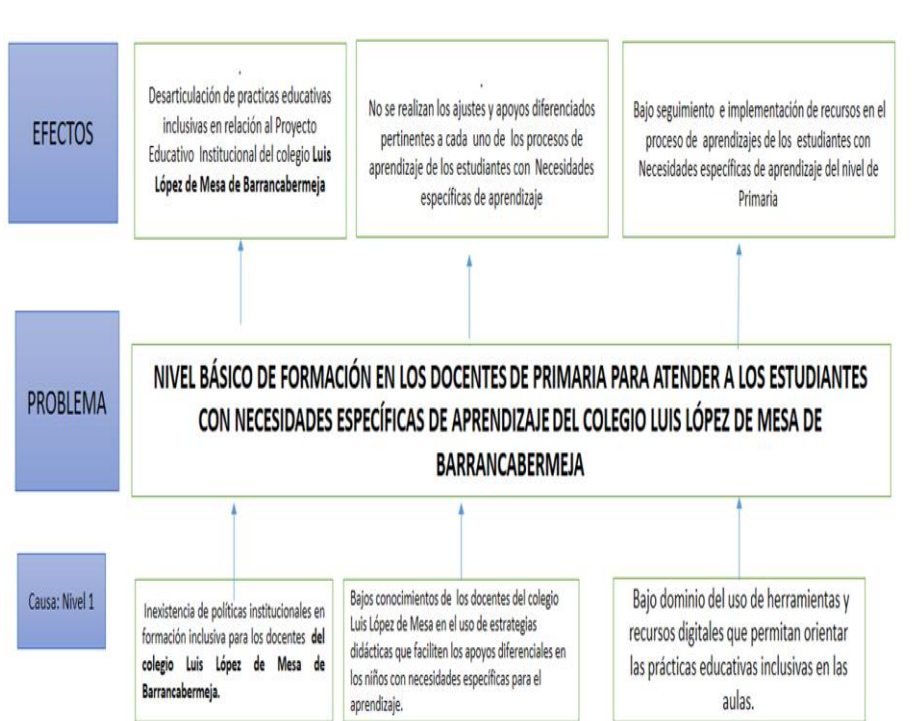 EFECTOS
.
Desarticulación de practicas educativas
inclusivas en relación al Proyecto
Educativo Institucional del colegio Luis
López de Mesa de Barrancabermeja
.
No se realizan los ajustes y apoyos diferenciados
pertinentes a cada uno de los procesos de
aprendizaje de los estudiantes con Necesidades
específicas de aprendizaje
Bajo seguimiento e implementación de recursos en el
proceso de aprendizajes de los estudiantes con
Necesidades específicas de aprendizaje del nivel de
Primaria
PROBLEMA
NIVEL BÁSICO DE FORMACIÓN EN LOS DOCENTES DE PRIMARIA PARA ATENDER A LOS ESTUDIANTES
CON NECESIDADES ESPECÍFICAS DE APRENDIZAJE DEL COLEGIO LUIS LÓPEZ DE MESA DE
BARRANCABERMEJA
Causa: Nivel 1
Inexistencia de políticas institucionales en
formación inclusiva para los docentes del
colegio Luis López de Mesa de
Barrancabermeja.
Bajos conocimientos de los docentes del colegio
Luis López de Mesa en el uso de estrategias
didácticas que faciliten los apoyos diferenciales en
los niños con necesidades específicas para el
aprendizaje.
Bajo dominio del uso de herramientas y
recursos digitales que permitan orientar
las prácticas educativas inclusivas en las
aulas.